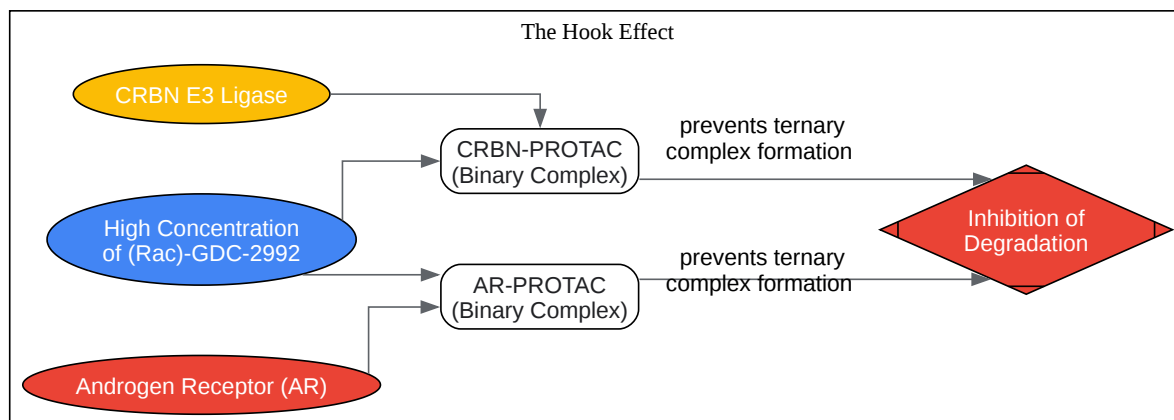 The Hook Effect
CRBN E3 Ligase
CRBN-PROTAC
(Binary Complex)
prevents ternary
complex formation
High Concentration
of (Rac)-GDC-2992
Inhibition of
Degradation
AR-PROTAC
(Binary Complex)
prevents ternary
complex formation
Androgen Receptor (AR)